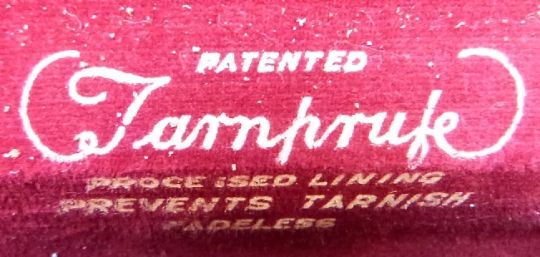 PATENTED
Tarnprufe
PROCESSED LINING
PREVENTS TARNISH
FADELESS